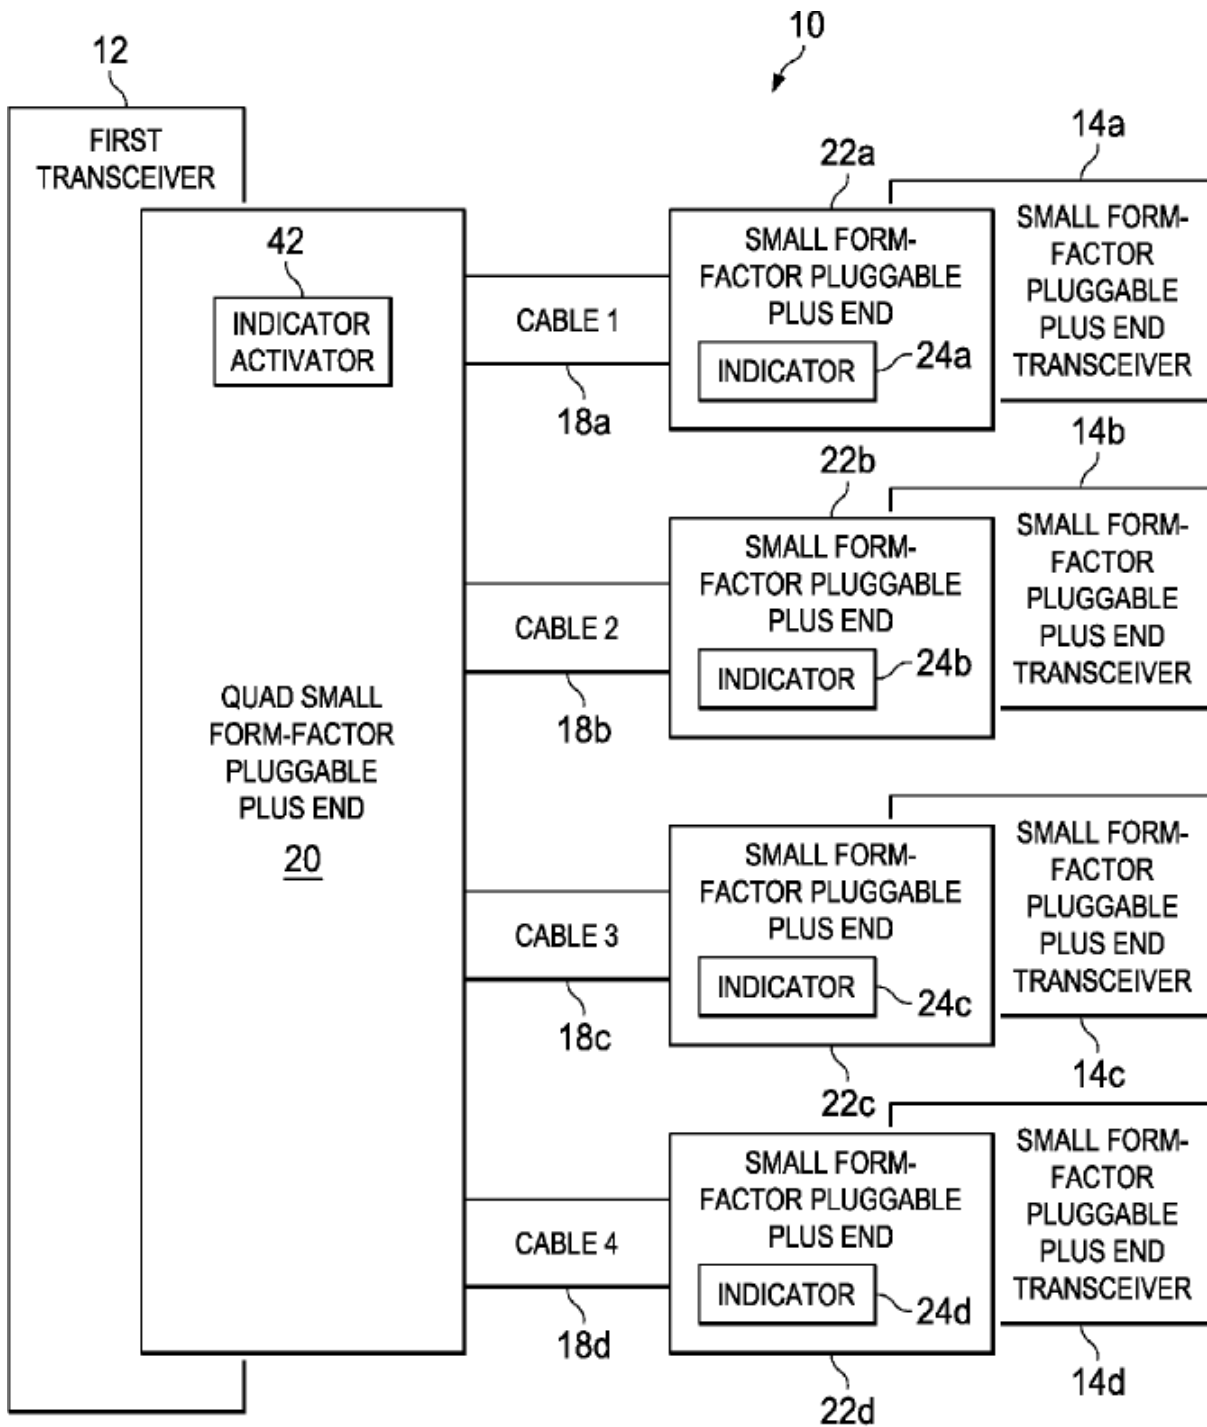 10
12
FIRST
TRANSCEIVER
42
INDICATOR
ACTIVATOR
QUAD SMALL
FORM-FACTOR
PLUGGABLE
PLUS END
20
CABLE 1
18a
22a
SMALL FORM-
FACTOR PLUGGABLE
PLUS END
INDICATOR
24a
14a
SMALL FORM-
FACTOR
PLUGGABLE
PLUS END
TRANSCEIVER
CABLE 2
18b
22b
SMALL FORM-
FACTOR PLUGGABLE
PLUS END
INDICATOR
24b
14b
SMALL FORM-
FACTOR
PLUGGABLE
PLUS END
TRANSCEIVER
CABLE 3
18c
SMALL FORM-
FACTOR PLUGGABLE
PLUS END
INDICATOR
24c
22c
SMALL FORM-
FACTOR
PLUGGABLE
PLUS END
TRANSCEIVER
14c
CABLE 4
18d
SMALL FORM-
FACTOR PLUGGABLE
PLUS END
INDICATOR
24d
22d
SMALL FORM-
FACTOR
PLUGGABLE
PLUS END
TRANSCEIVER
14d